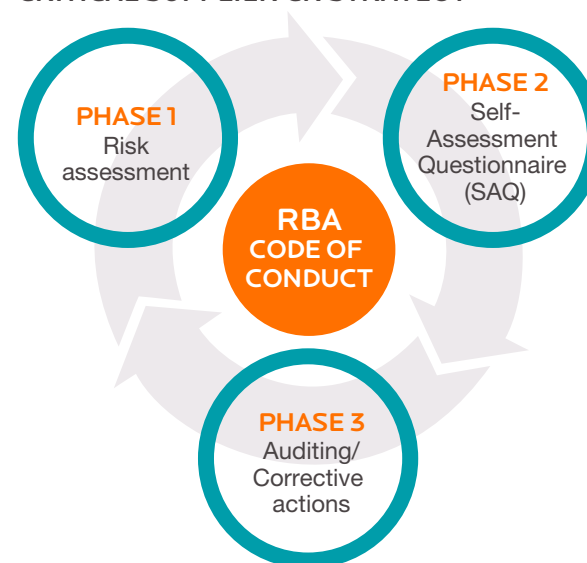 PHASE 1
Risk
assessment
PHASE 2
Self-
Assessment
Questionnaire
(SAQ)
RBA
CODE OF
CONDUCT
PHASE 3
Auditing/
Corrective
actions